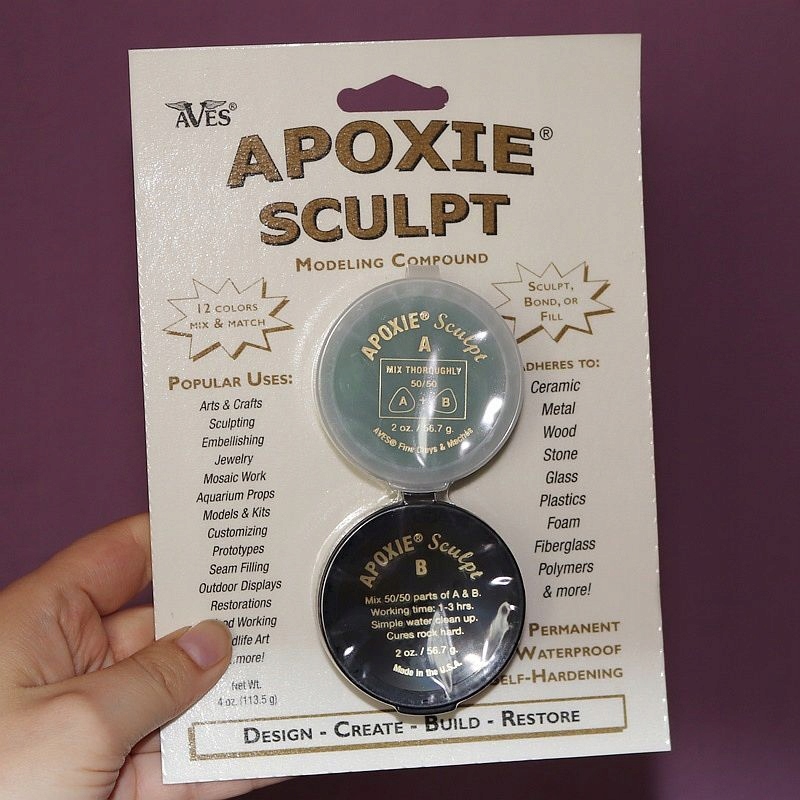 AVES®
APOXIE®
SCULPT
MODELING COMPOUND
12 COLORS
MIX & MATCH
SCULPT,
BOND, OR
FILL
POPULAR USES:
Arts & Crafts
Sculpting
Embellishing
Jewelry
Mosaic Work
Aquarium Props
Models & Kits
Customizing
Prototypes
Seam Filling
Outdoor Displays
Restorations
Working
Art
more!
Net Wt.
4 oz. (113.5 g)
APOXIE® Sculpt
A
MIX THOROUGHLY
50/50
A + B
2 oz. / 56.7 g.
AVES® Fine Clays & Maches
APOXIE® Sculpt
B
Mix 50/50 parts of A & B.
Working time: 1-3 hrs.
Simple water clean up.
Cures rock hard.
2 oz. / 56.7 g.
Made in the U.S.A.
ADHERES TO:
Ceramic
Metal
Wood
Stone
Glass
Plastics
Foam
Fiberglass
Polymers
& more!
PERMANENT
WATERPROOF
SELF-HARDENING
DESIGN - CREATE - BUILD - RESTORE